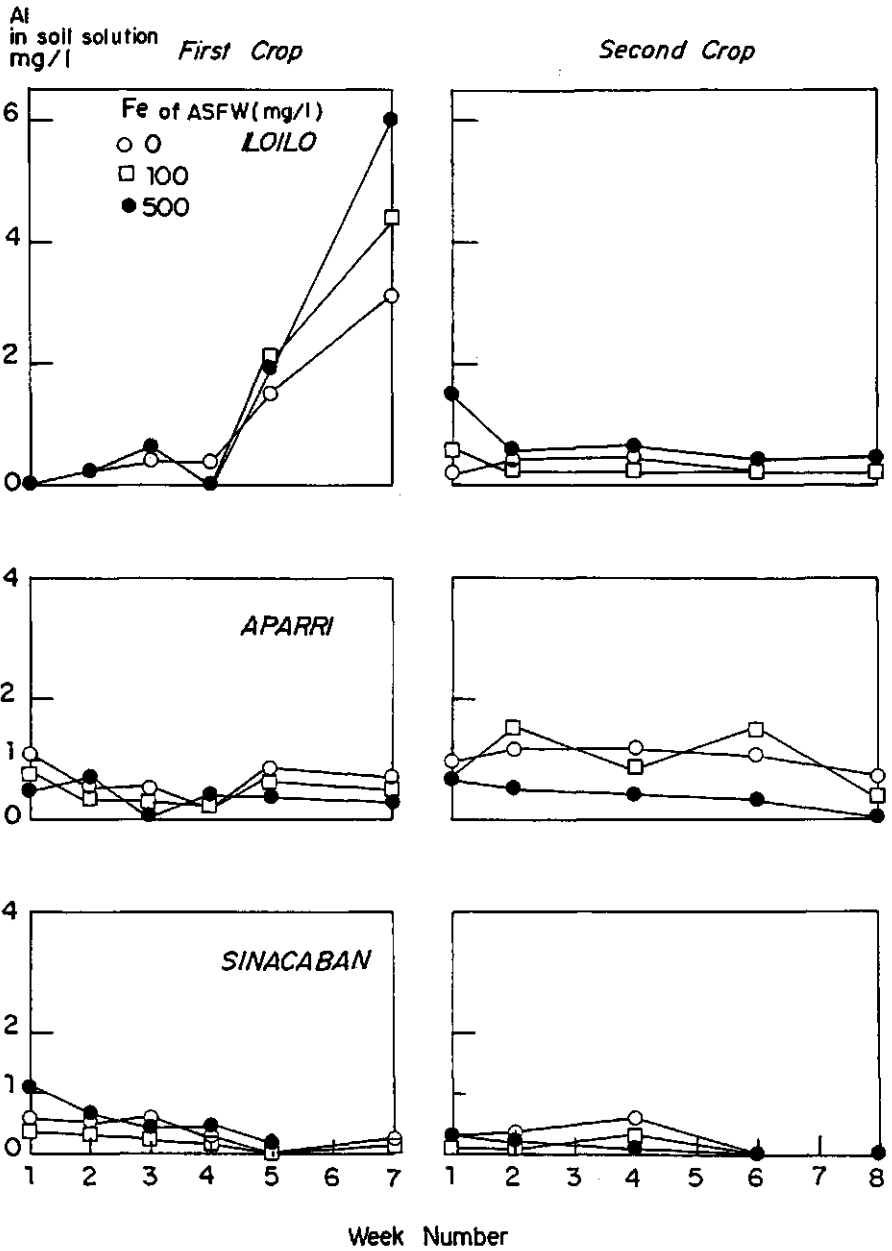 Al
in soil solution
mg/l
First Crop
Second Crop
Fe of ASFW(mg/l)
ILOILO
0
100
500
6
4
2
0
APARRI
4
2
1
0
SINACABAN
4
2
1
0
1 2 3 4 5 6 7
1 2 3 4 5 6 7 8
Week Number